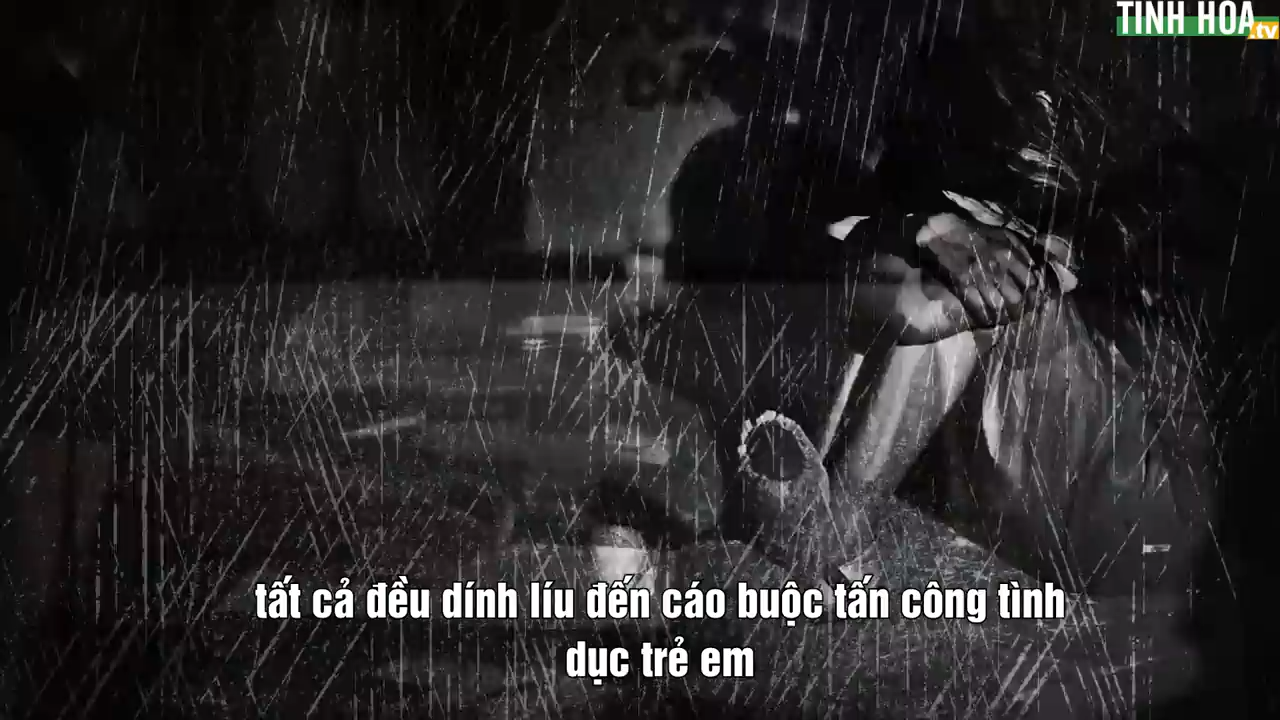 TINH HOA
.tv
tất cả đều dính líu đến cáo buộc tấn công tình
dục trẻ em